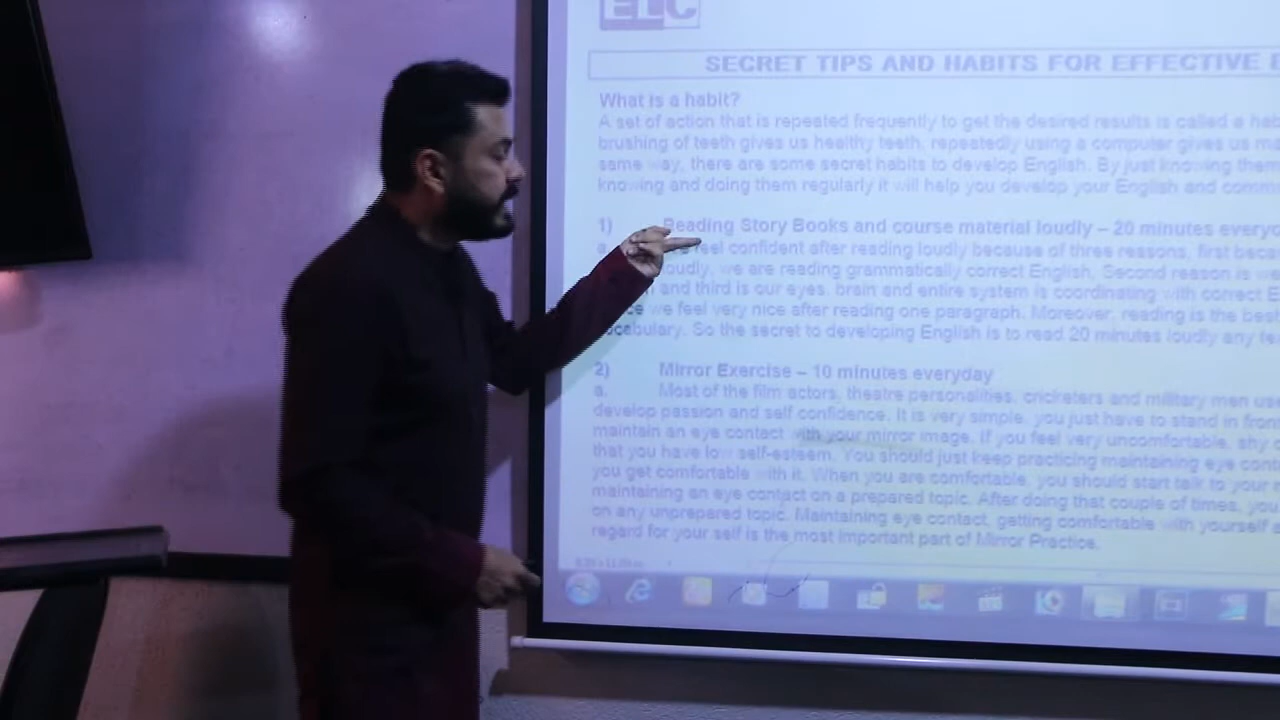 ELC
SECRET TIPS AND HABITS FOR EFFECTIVE
What is a habit?
A set of action that is repeated frequently to get the desired results is called a
brushing of teeth gives us healthy teeth, repeatedly using a computer gives us
same way, there are some secret habits to develop English. By just knowing them
knowing and doing them regularly it will help you develop your English and
1) Reading Story Books and course material loudly – 20 minutes
a. feel confident after reading loudly because of three reasons, first
loudly, we are reading grammatically correct English, Second reason is
and third is our eyes, brain and entire system is coordinating with correct
we feel very nice after reading one paragraph. Moreover, reading is the best
vocabulary. So the secret to developing English is to read 20 minutes loudly any
2) Mirror Exercise – 10 minutes everyday
a. Most of the film actors, theatre personalities, cricketers and military men
develop passion and self confidence. It is very simple, you just have to stand in
maintain an eye contact with your mirror image. If you feel very uncomfortable, shy
that you have low self-esteem. You should just keep practicing maintaining eye
you get comfortable with it. When you are comfortable, you should start talk to your
maintaining an eye contact on a prepared topic. After doing that couple of times, you
on any unprepared topic. Maintaining eye contact, getting comfortable with yourself
regard for your self is the most important part of Mirror Practice.